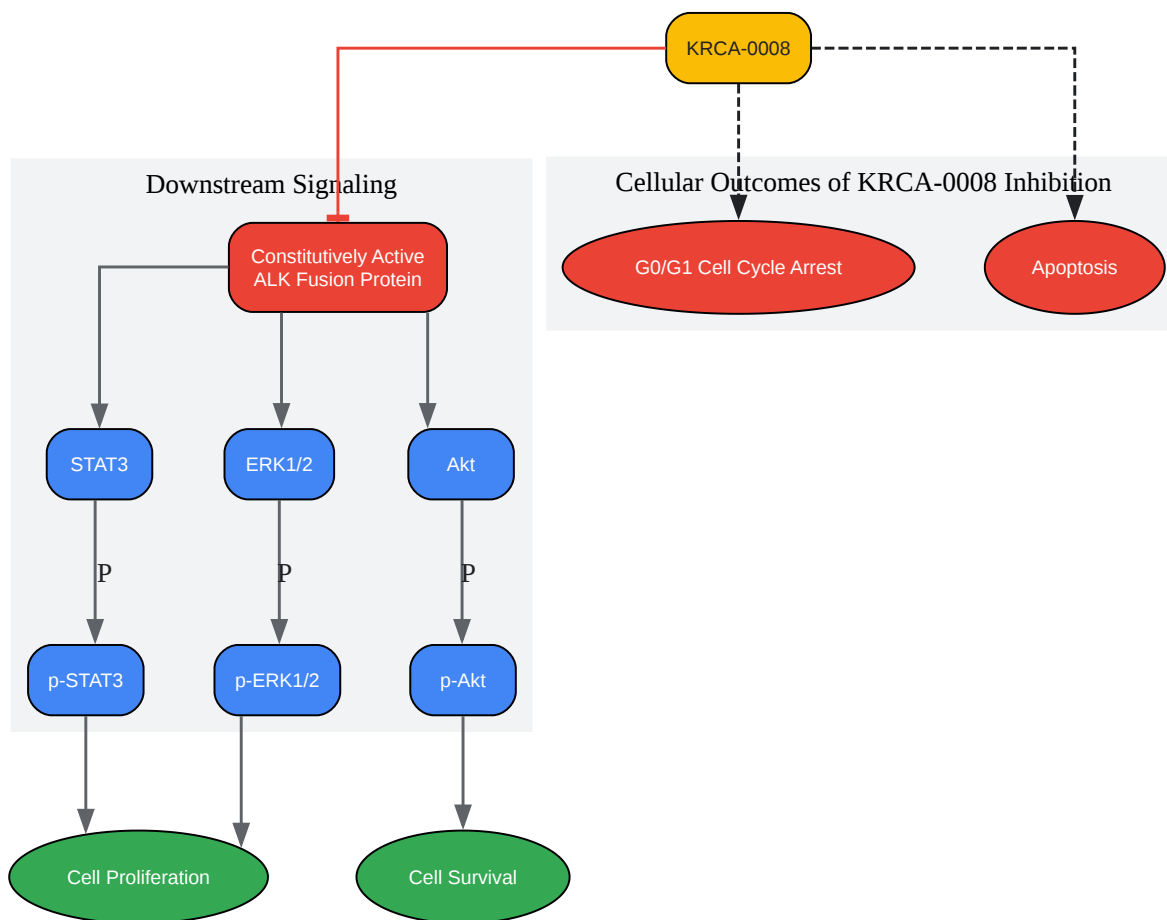 KRCA-0008
Downstream Signaling
Cellular Outcomes of KRCA-0008 Inhibition
Constitutively Active
ALK Fusion Protein
G0/G1 Cell Cycle Arrest
Apoptosis
STAT3
ERK1/2
Akt
P
P
P
p-STAT3
p-ERK1/2
p-Akt
Cell Proliferation
Cell Survival